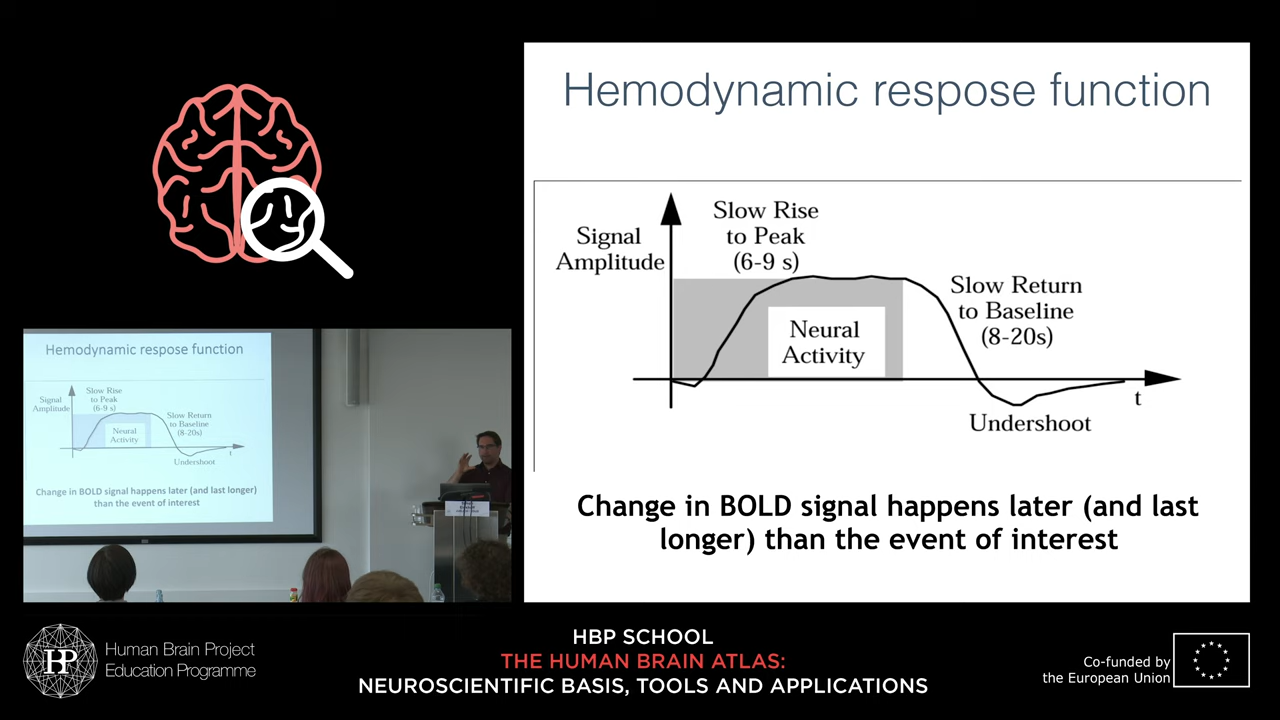 Hemodynamic respose function
Signal
Amplitude
Slow Rise
to Peak
(6-9 s)
Slow Return
to Baseline
(8-20s)
Neural
Activity
t
Undershoot
Change in BOLD signal happens later (and last
longer) than the event of interest
Hemodynamic respose function
Signal
Amplitude
Slow Rise
to Peak
(6-9 s)
Slow Return
to Baseline
(8-20s)
Neural
Activity
t
Undershoot
Change in BOLD signal happens later (and last longer)
than the event of interest
HBP
Human Brain Project
Education Programme
HBP SCHOOL
THE HUMAN BRAIN ATLAS:
NEUROSCIENTIFIC BASIS, TOOLS AND APPLICATIONS
Co-funded by
the European Union